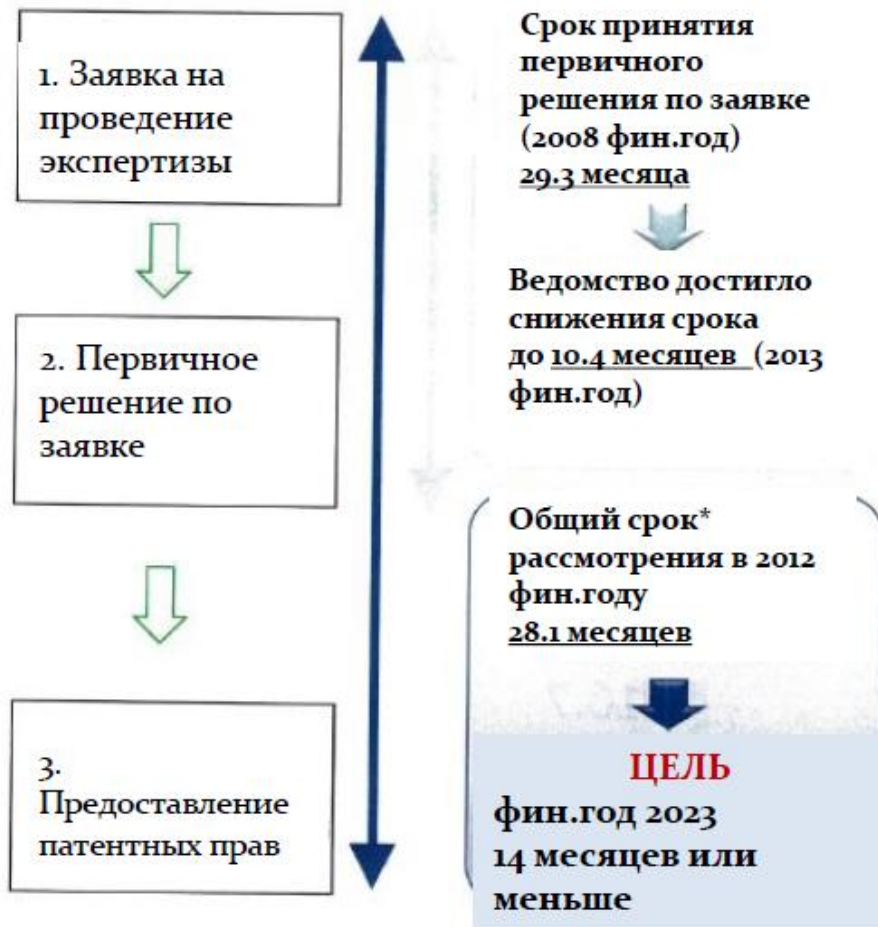 1. Заявка на
проведение
экспертизы
2. Первичное
решение по
заявке
3.
Предоставление
патентных прав
Срок принятия
первичного
решения по заявке
(2008 фин.год)
29.3 месяца
Ведомство достигло
снижения срока
до 10.4 месяцев (2013
фин.год)
Общий срок*
рассмотрения в 2012
фин.году
28.1 месяцев
ЦЕЛЬ
фин.год 2023
14 месяцев или
меньше